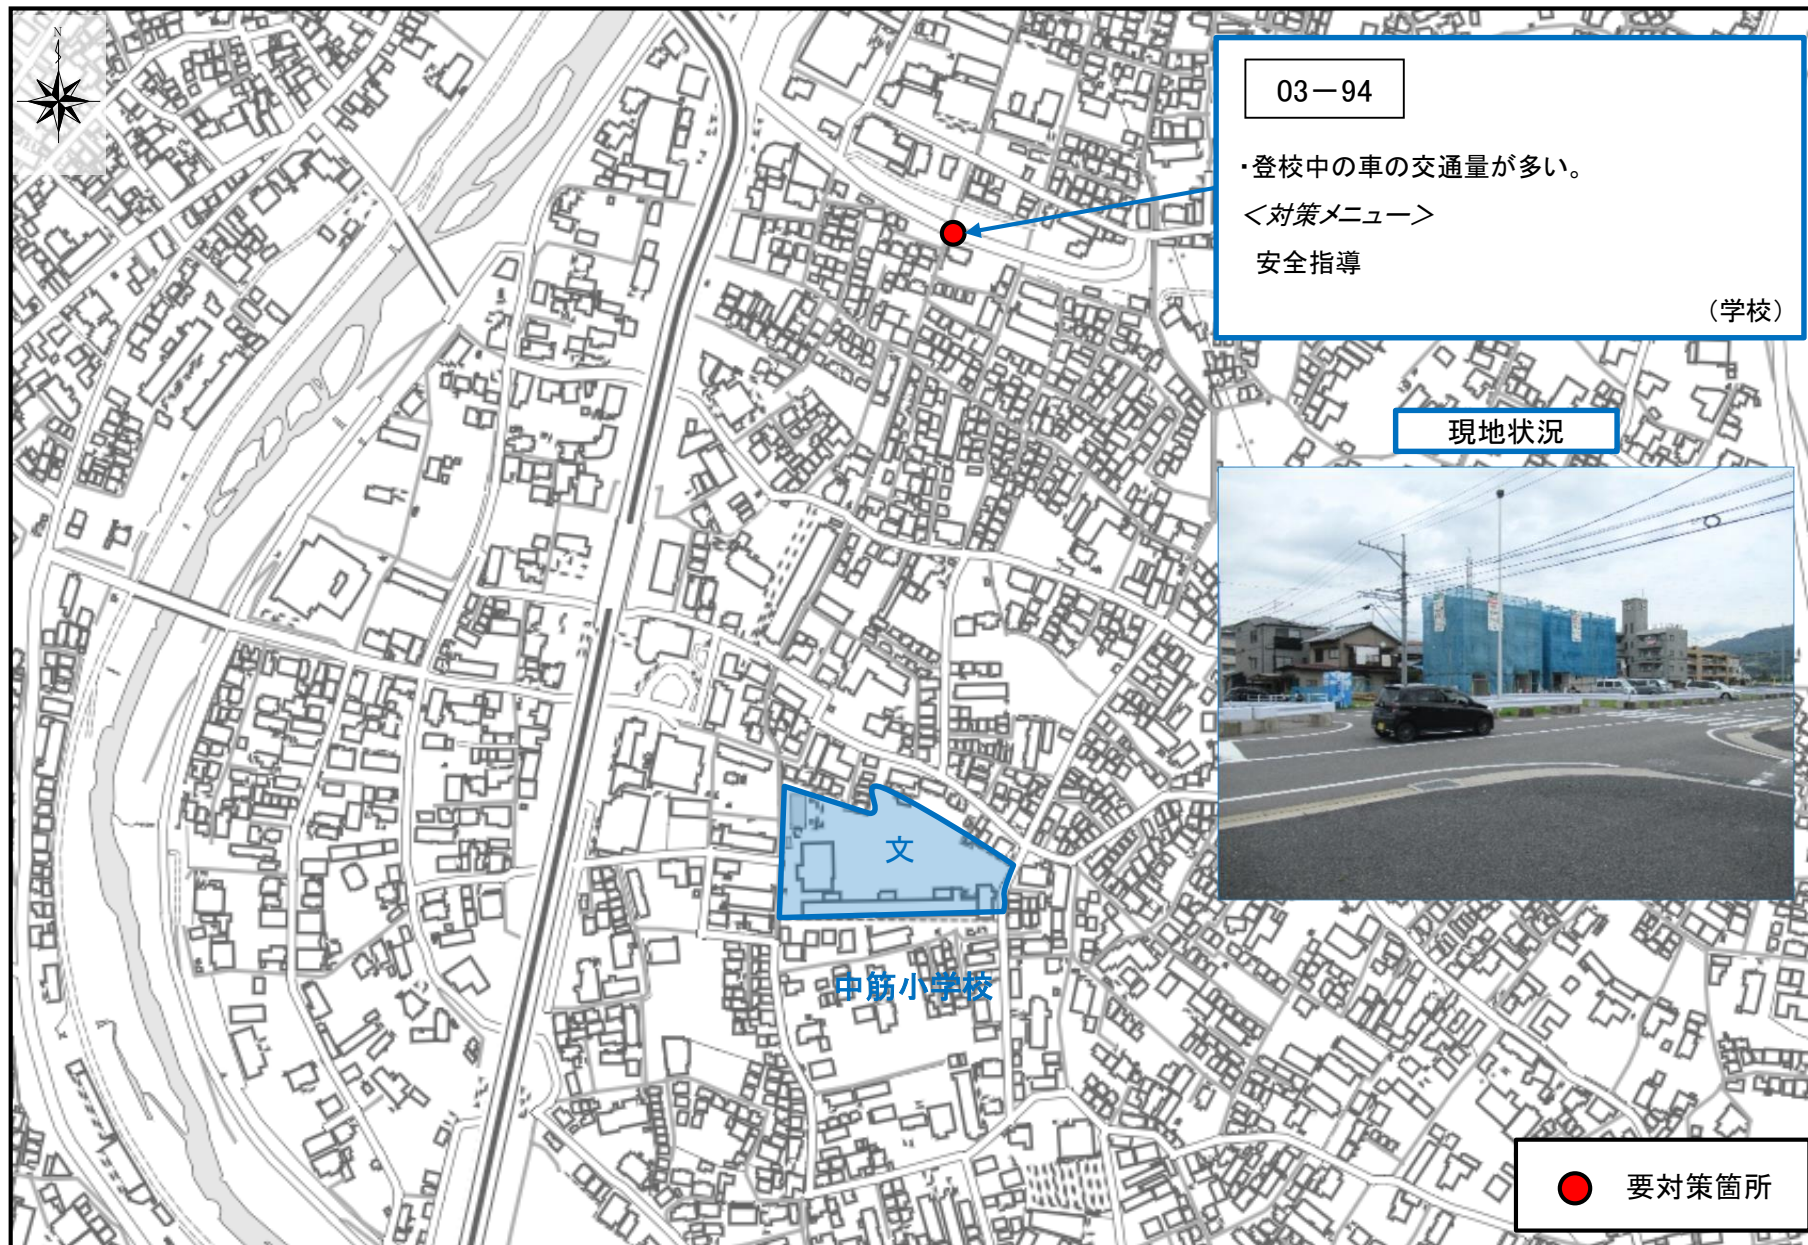 N
03－94
・登校中の車の交通量が多い。
＜対策メニュー＞
安全指導
（学校）
現地状況
文
中筋小学校
要対策箇所